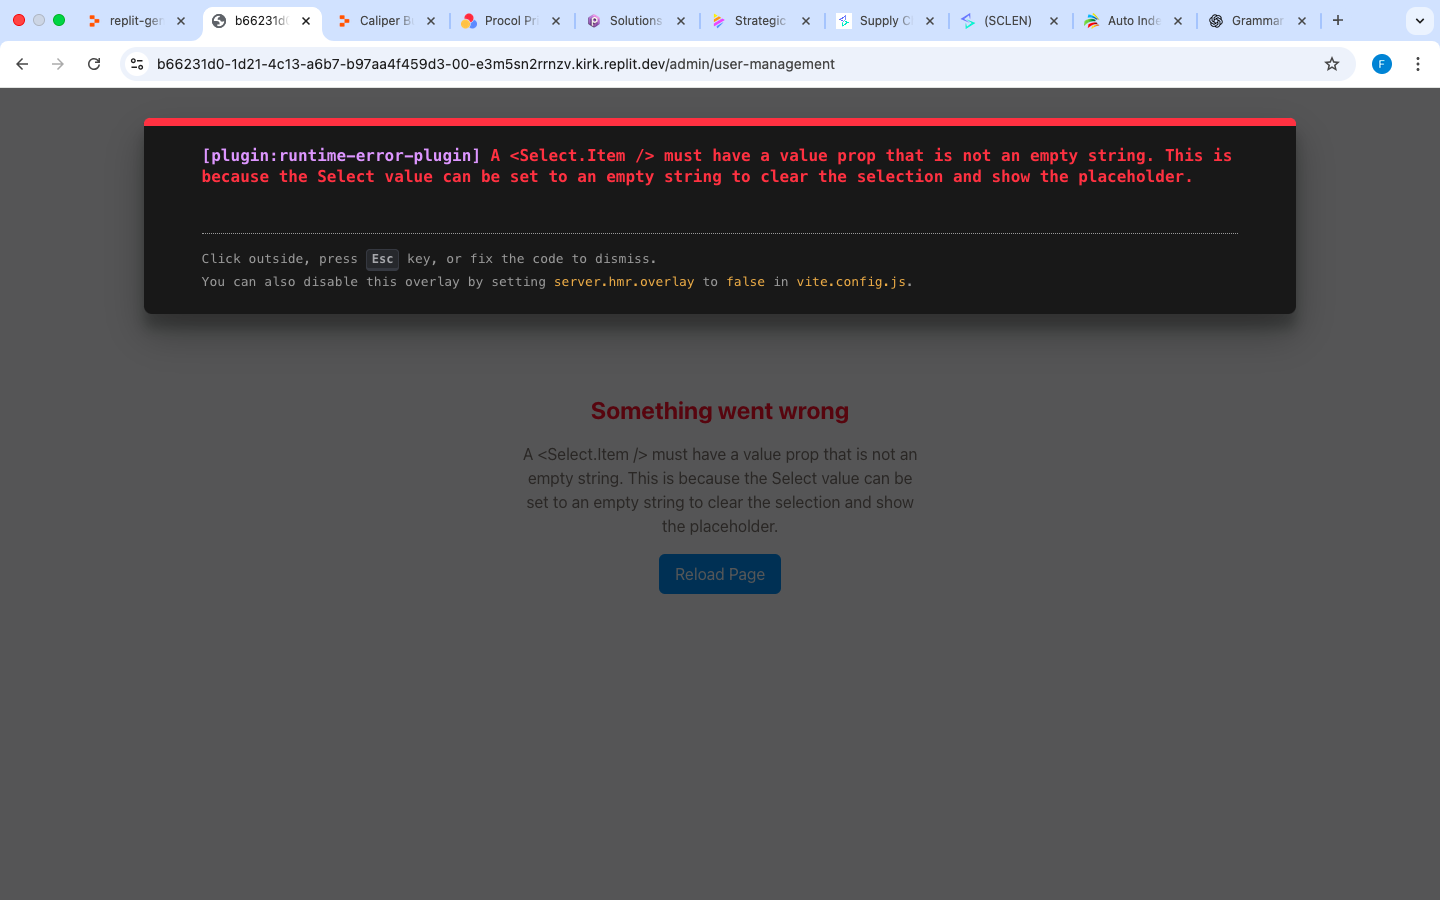 replit-gen
b66231d0
Caliper Bu
Procol Pri
Solutions
Strategic
Supply C
(SCLEN)
Auto Inde
Grammar
b66231d0-1d21-4c13-a6b7-b97aa4f459d3-00-e3m5sn2rrnzv.kirk.replit.dev/admin/user-management
F
[plugin:runtime-error-plugin] A <Select.Item /> must have a value prop that is not an empty string. This is
because the Select value can be set to an empty string to clear the selection and show the placeholder.
Click outside, press Esc key, or fix the code to dismiss.
You can also disable this overlay by setting server.hmr.overlay to false in vite.config.js.
Something went wrong
A <Select.Item /> must have a value prop that is not an
empty string. This is because the Select value can be
set to an empty string to clear the selection and show
the placeholder.
Reload Page